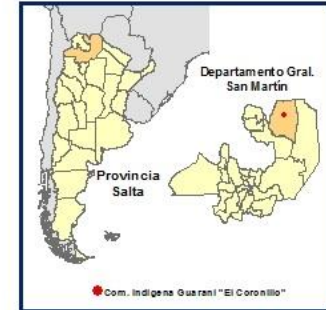 Departamento Gral.
San Martín
Provincia
Salta
Com. Indígena Guaraní "El Coronillo"